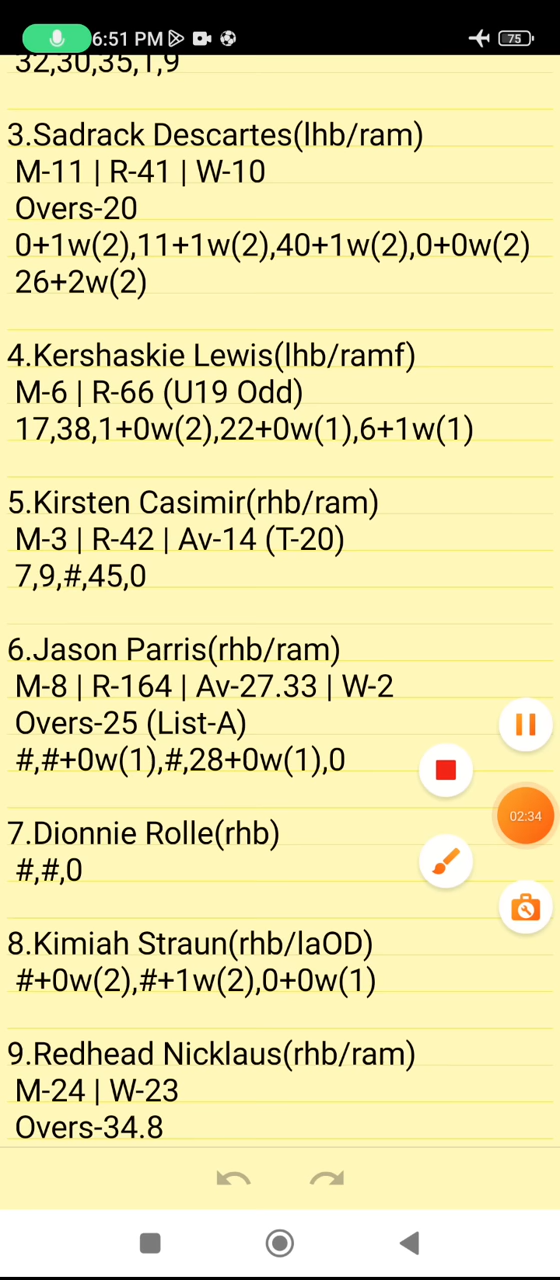 6:51 PM
75
32,30,35,1,9
3.Sadrack Descartes(lhb/ram)
M-11 | R-41 | W-10
Overs-20
0+1w(2),11+1w(2),40+1w(2),0+0w(2)
26+2w(2)
4.Kershaskie Lewis(lhb/ramf)
M-6 | R-66 (U19 Odd)
17,38,1+0w(2),22+0w(1),6+1w(1)
5.Kirsten Casimir(rhb/ram)
M-3 | R-42 | Av-14 (T-20)
7,9,#,45,0
6.Jason Parris(rhb/ram)
M-8 | R-164 | Av-27.33 | W-2
Overs-25 (List-A)
#,#+0w(1),#,28+0w(1),0
02:34
7.Dionnie Rolle(rhb)
#,#,0
8.Kimiah Straun(rhb/laOD)
#+0w(2),#+1w(2),0+0w(1)
9.Redhead Nicklaus(rhb/ram)
M-24 | W-23
Overs-34.8